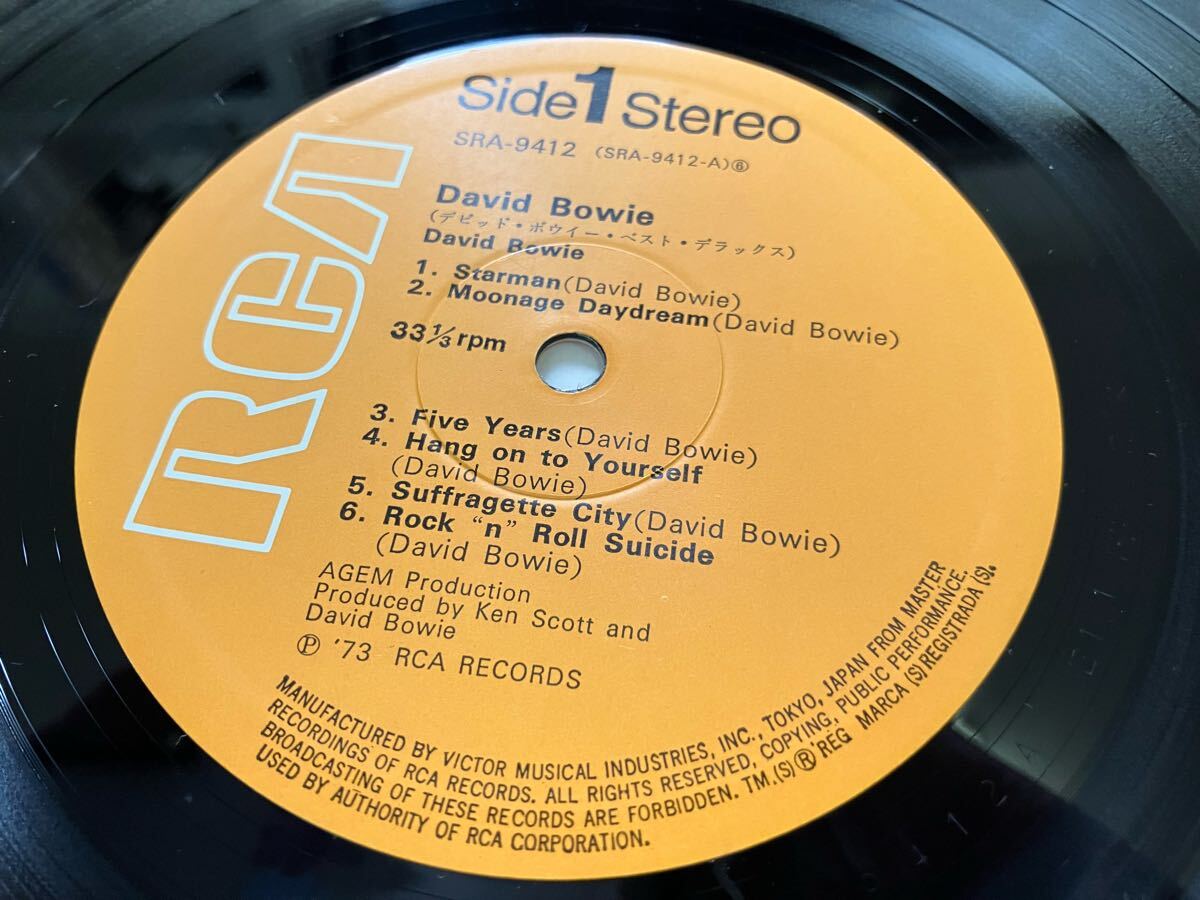 RCA
Side 1 Stereo
SRA-9412 (SRA-9412-A)⑥
David Bowie
(デビッド・ボウイー・ベスト・デラックス)
David Bowie
1. Starman(David Bowie)
2. Moonage Daydream(David Bowie)
33 1/3 rpm
3. Five Years(David Bowie)
4. Hang on to Yourself
(David Bowie)
5. Suffragette City(David Bowie)
6. Rock "n" Roll Suicide
(David Bowie)
AGEM Production
Produced by Ken Scott and
David Bowie
Ⓟ '73 RCA RECORDS
MANUFACTURED BY VICTOR MUSICAL INDUSTRIES, INC., TOKYO, JAPAN FROM MASTER
RECORDINGS OF RCA RECORDS. ALL RIGHTS RESERVED, COPYING, PUBLIC PERFORMANCE,
BROADCASTING OF THESE RECORDS ARE FORBIDDEN. TM.(S)® REG MARCA (S) REGISTRADA (S).
USED BY AUTHORITY OF RCA CORPORATION.